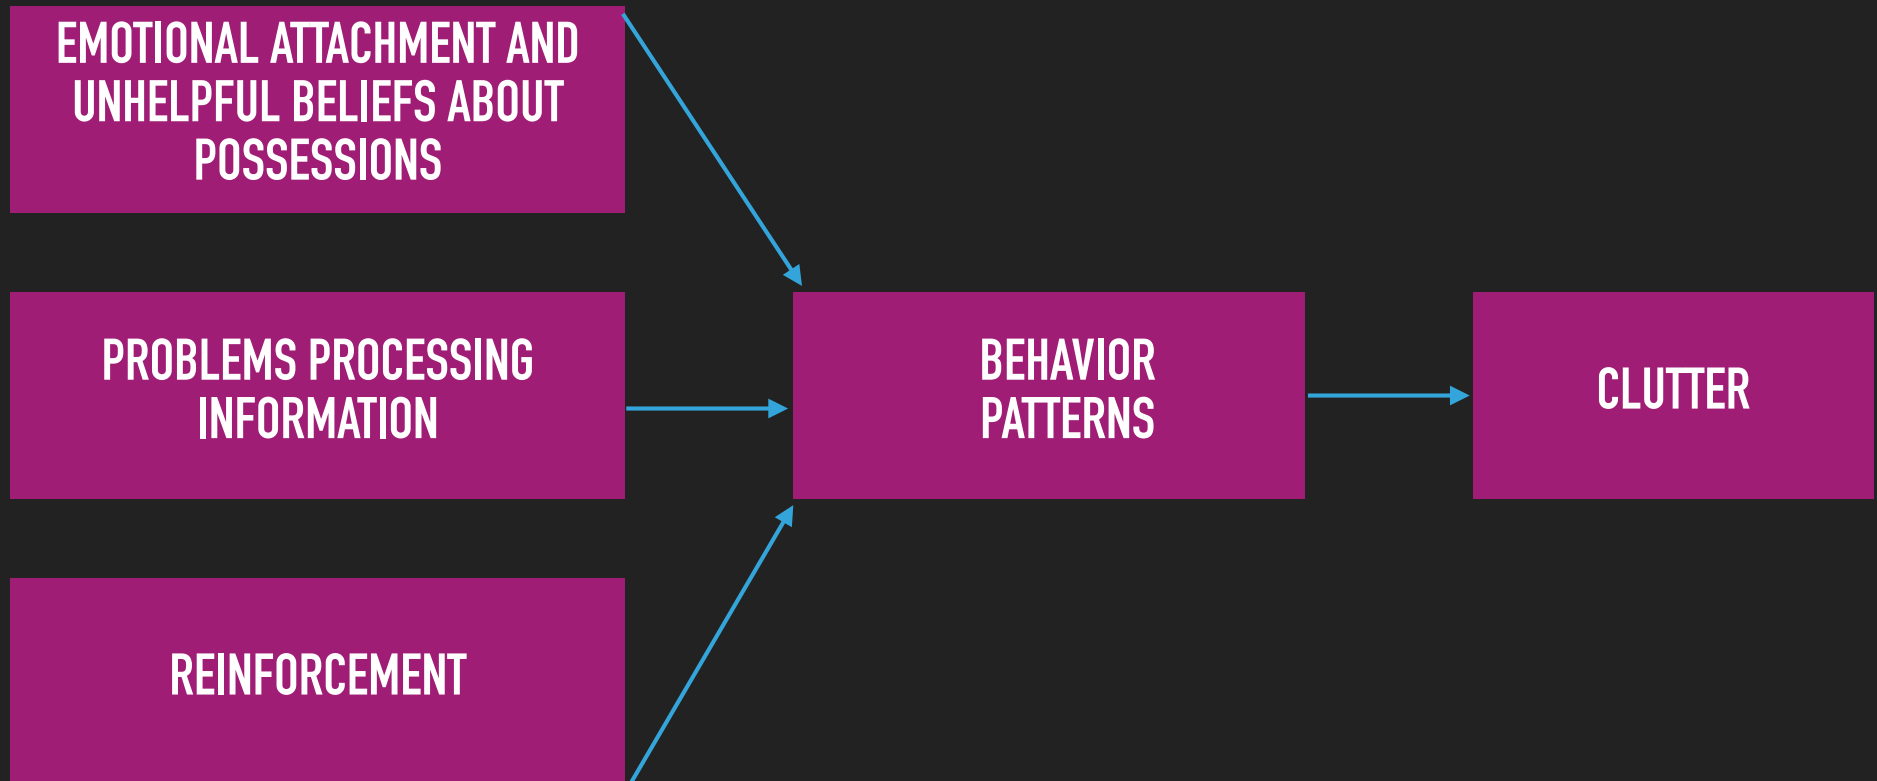 EMOTIONAL ATTACHMENT AND
UNHELPFUL BELIEFS ABOUT
POSSESSIONS
PROBLEMS PROCESSING
INFORMATION
BEHAVIOR
PATTERNS
CLUTTER
REINFORCEMENT